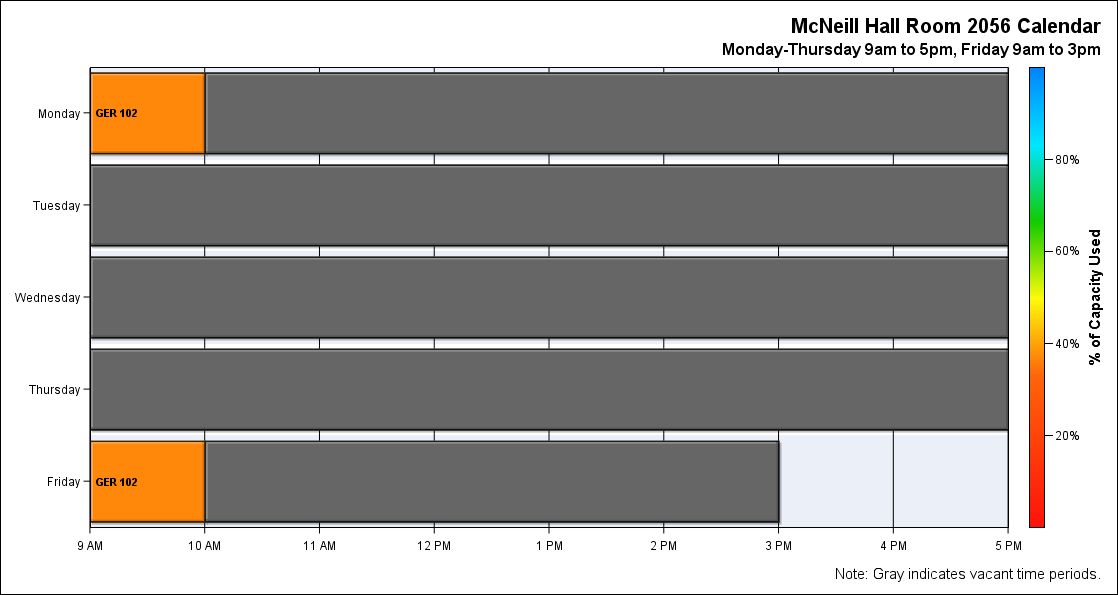 McNeill Hall Room 2056 Calendar
Monday-Thursday 9am to 5pm, Friday 9am to 3pm
Monday
GER 102
Tuesday
Wednesday
Thursday
Friday
GER 102
9 AM 10 AM 11 AM 12 PM 1 PM 2 PM 3 PM 4 PM 5 PM
80%
60%
40%
20%
% of Capacity Used
Note: Gray indicates vacant time periods.